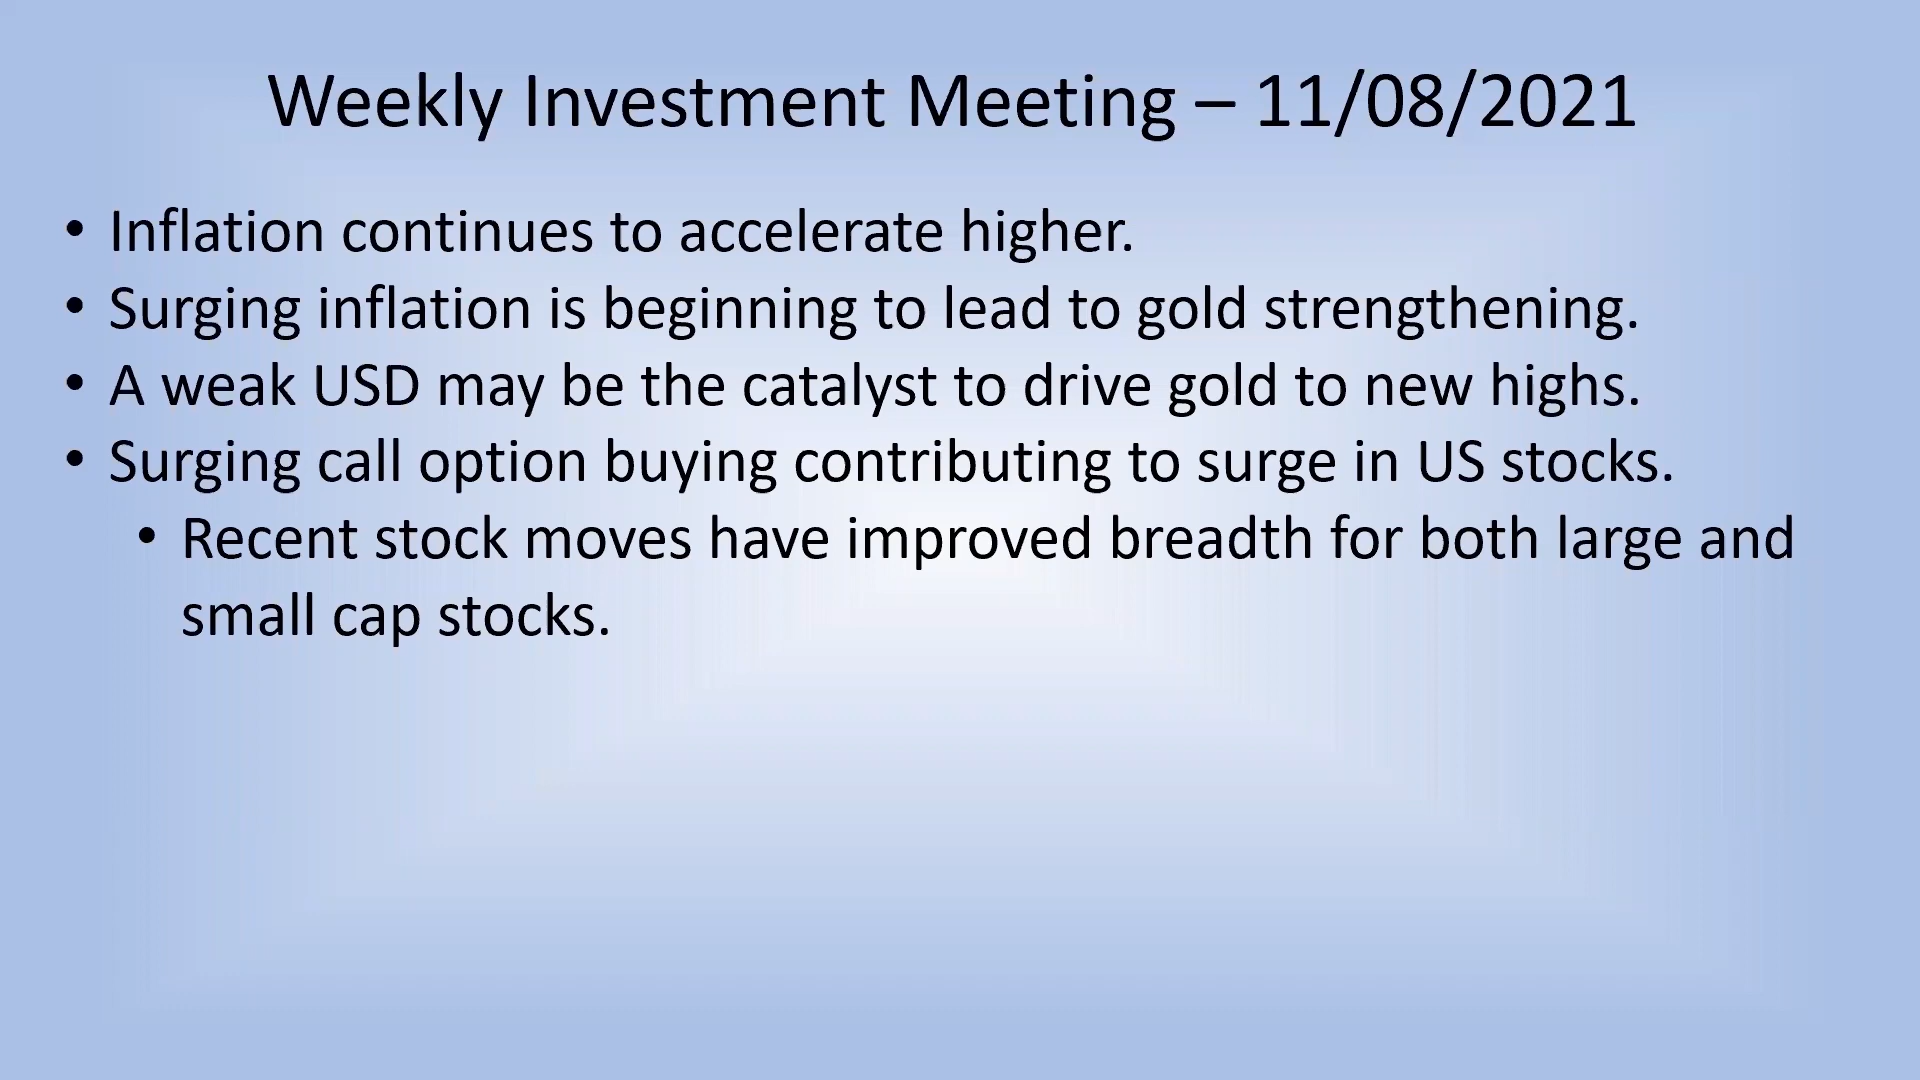 Weekly Investment Meeting – 11/08/2021
• Inflation continues to accelerate higher.
• Surging inflation is beginning to lead to gold strengthening.
• A weak USD may be the catalyst to drive gold to new highs.
• Surging call option buying contributing to surge in US stocks.
• Recent stock moves have improved breadth for both large and
small cap stocks.